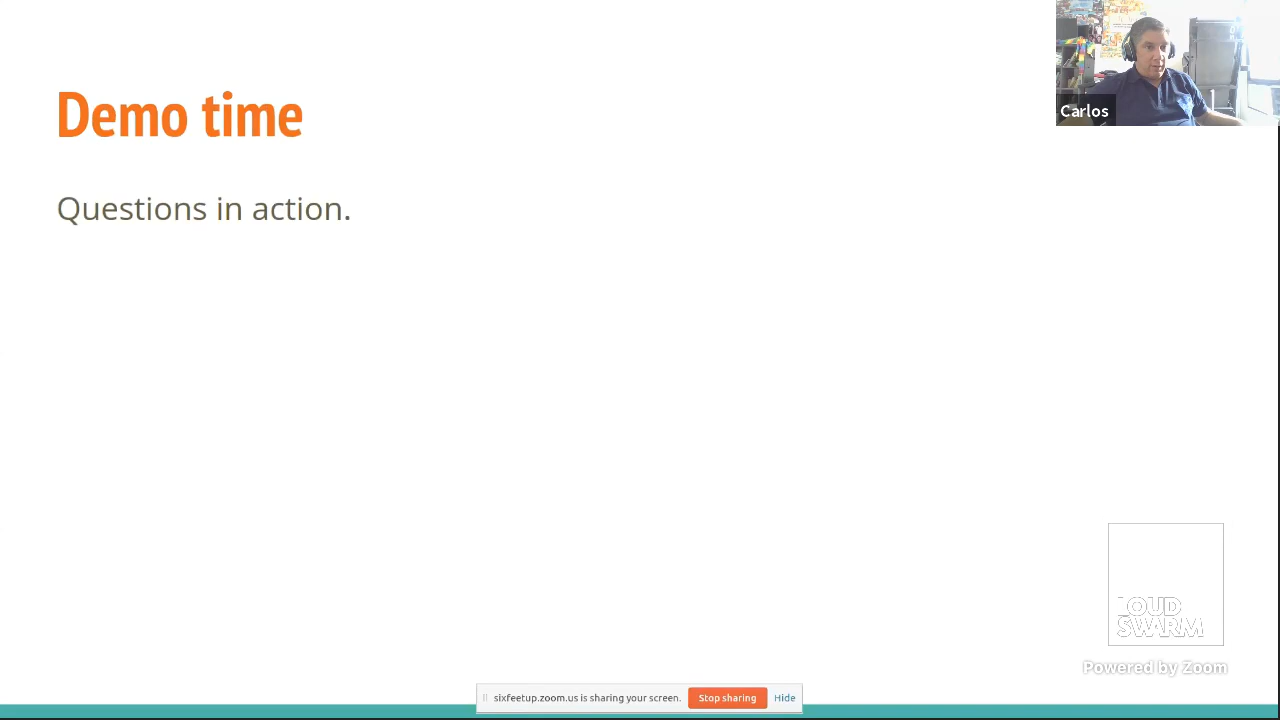 Demo time
Questions in action.
Carlos
LOUD
SWARM
Powered by Zoom
sixfeetup.zoom.us is sharing your screen. Stop sharing Hide